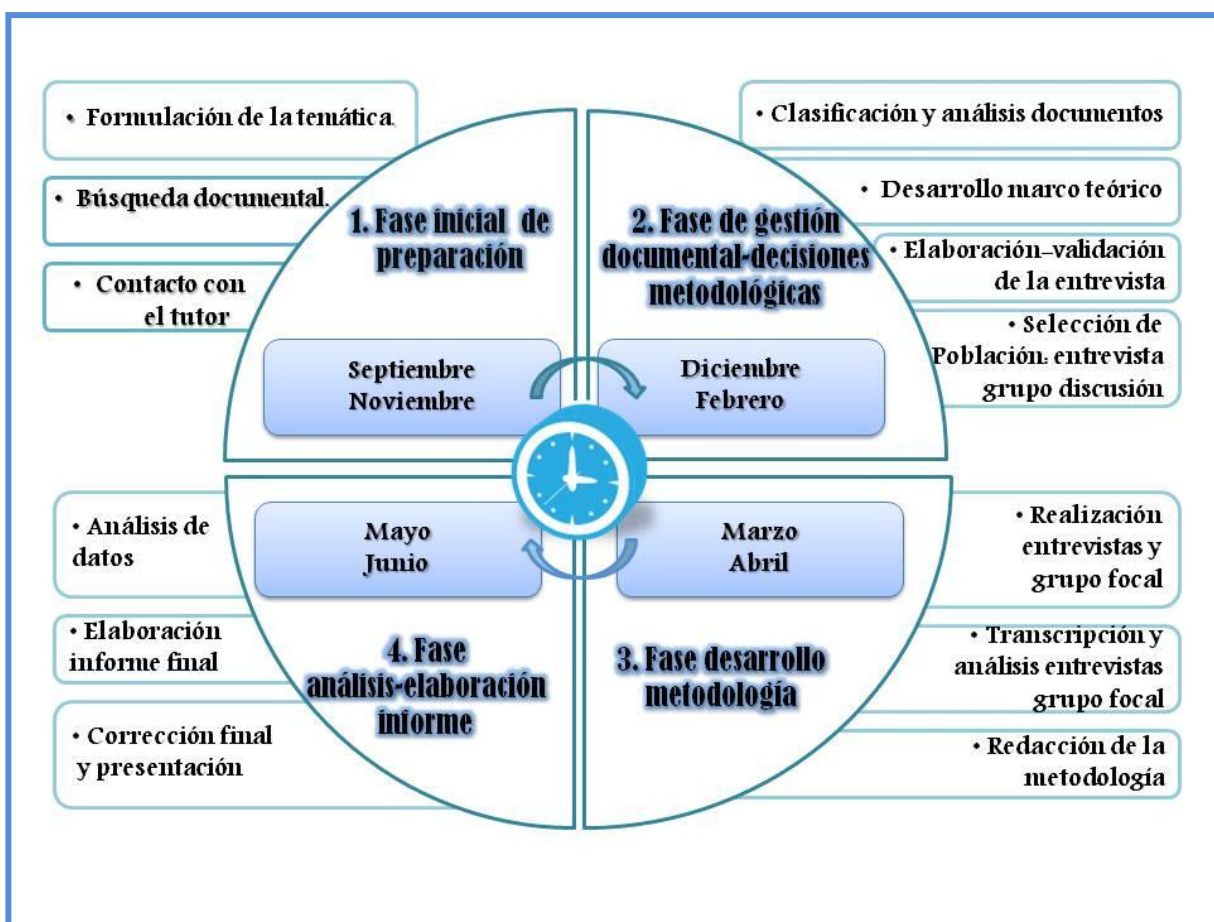 • Formulación de la temática.
• Búsqueda documental.
• Contacto con
el tutor
1. Fase inicial de
preparación
Septiembre
Noviembre
• Clasificación y análisis documentos
• Desarrollo marco teórico
• Elaboración–validación
de la entrevista
• Selección de
Población: entrevista
grupo discusión
2. Fase de gestión
documental-decisiones
metodológicas
Diciembre
Febrero
• Realización
entrevistas y
grupo focal
• Transcripción y
análisis entrevistas
grupo focal
• Redacción de la
metodología
Marzo
Abril
3. Fase desarrollo
metodología
• Análisis de
datos
• Elaboración
informe final
• Corrección final
y presentación
Mayo
Junio
4. Fase
análisis-elaboración
informe